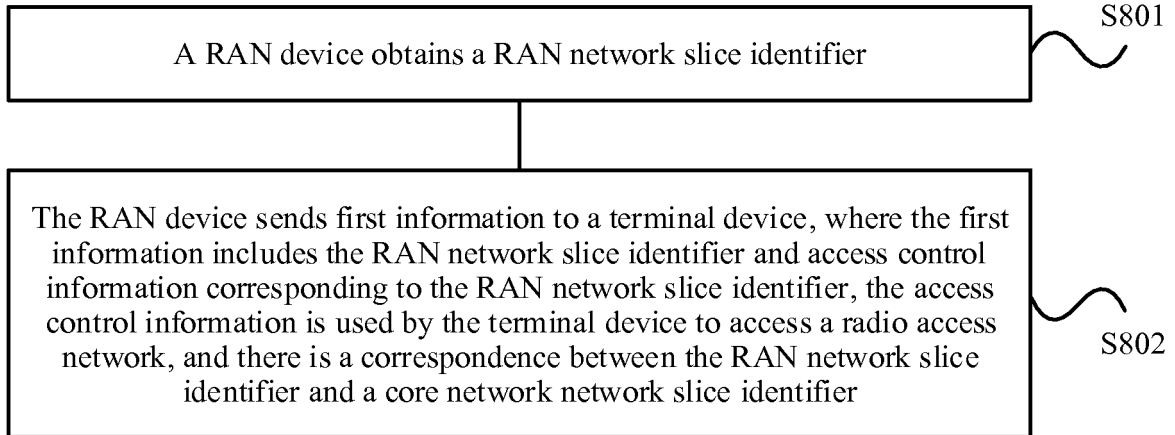 S801
A RAN device obtains a RAN network slice identifier
The RAN device sends first information to a terminal device, where the first
information includes the RAN network slice identifier and access control
information corresponding to the RAN network slice identifier, the access
control information is used by the terminal device to access a radio access
network, and there is a correspondence between the RAN network slice
identifier and a core network network slice identifier
S802